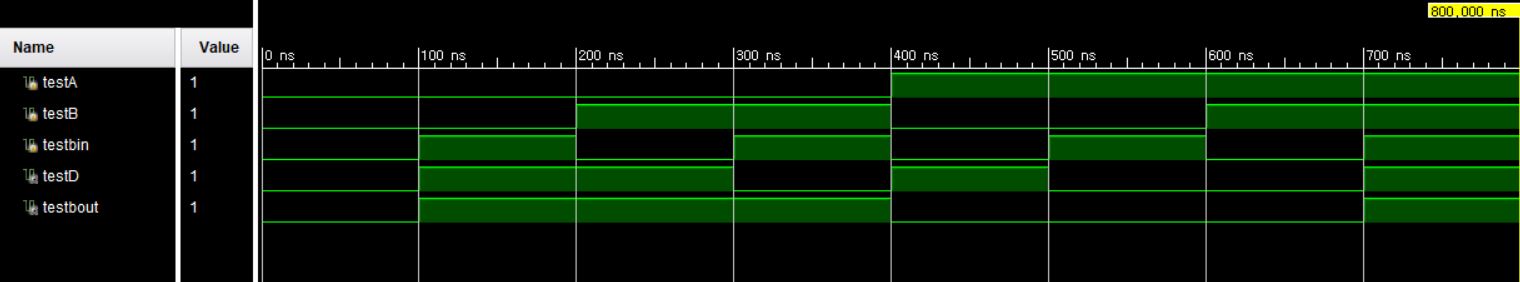 800,000 ns
Name Value
0 ns 100 ns 200 ns 300 ns 400 ns 500 ns 600 ns 700 ns
testA 1
testB 1
testbin 1
testD 1
testbout 1